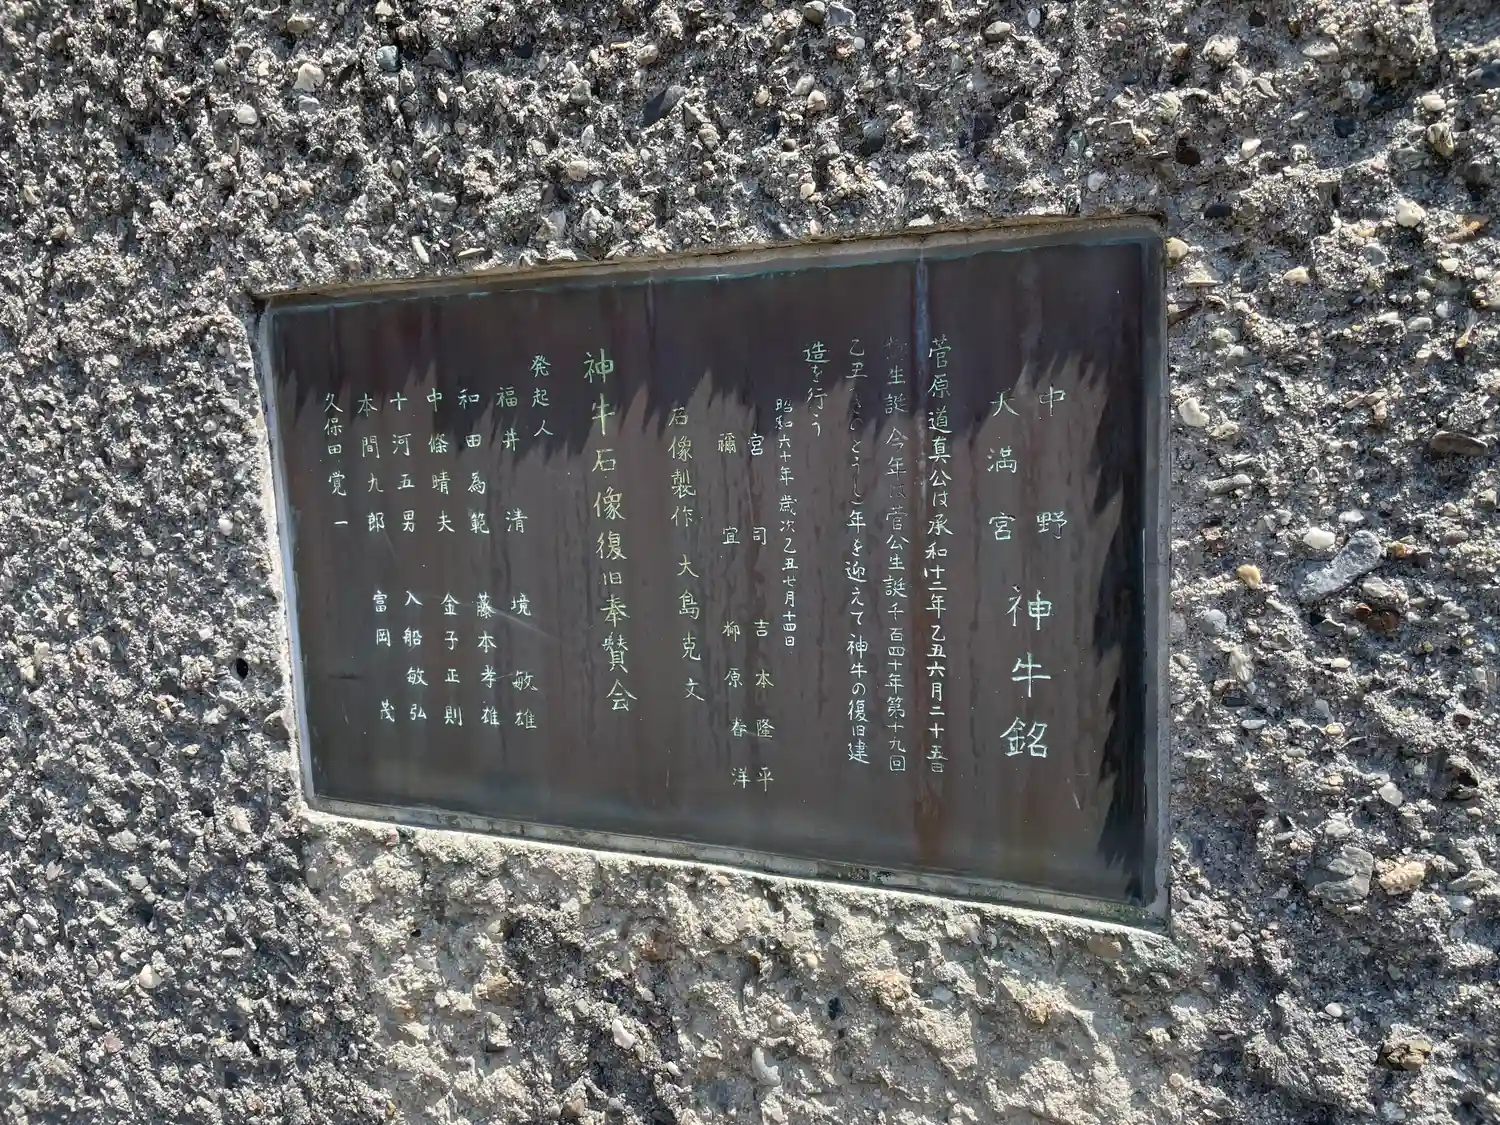 中野
天満宮
神牛銘
菅原道真公は承和十二年乙丑六月二十五日
生誕 今年は菅公生誕千百四十年第十九回
乙丑きのとうし年を迎えて神牛の復旧建
造を行う
昭和六十年歳次乙丑七月十四日
宮司 吉本隆平
禰宜 柳原春洋
石像製作 大島克文
神牛石像復旧奉賛会
発起人
福井清 境敏雄
和田為範 藤本孝雄
中條晴夫 金子正則
十河五男 入船敏弘
本間九郎 富岡茂
久保田覚一